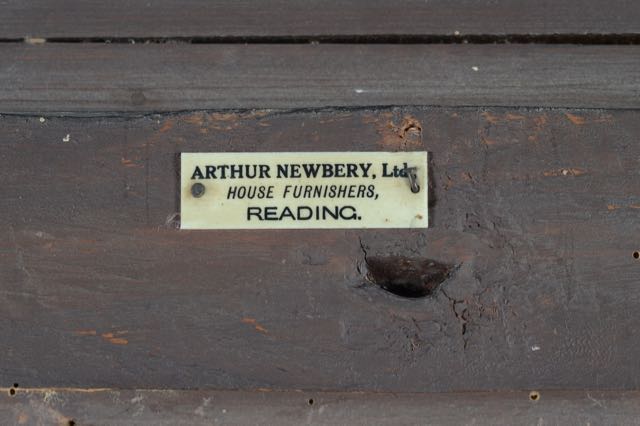 ARTHUR NEWBERY, Ltd.
HOUSE FURNISHERS,
READING.